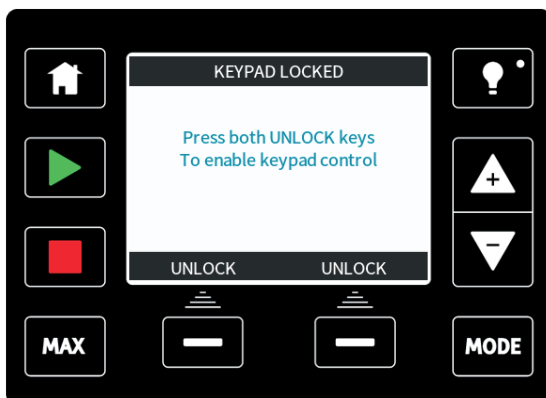 KEYPAD LOCKED
Press both UNLOCK keys
To enable keypad control
+
−
UNLOCK UNLOCK
MAX
MODE